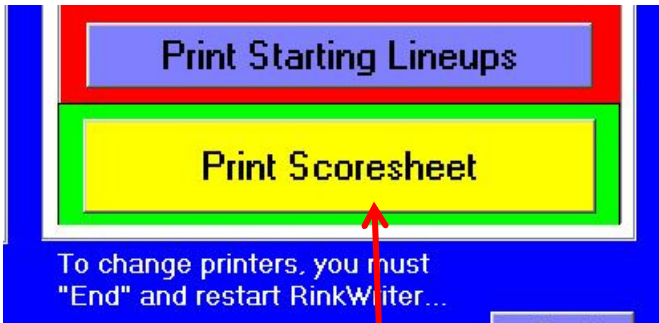 Print Starting Lineups
Print Scoresheet
To change printers, you must
"End" and restart RinkWriter...